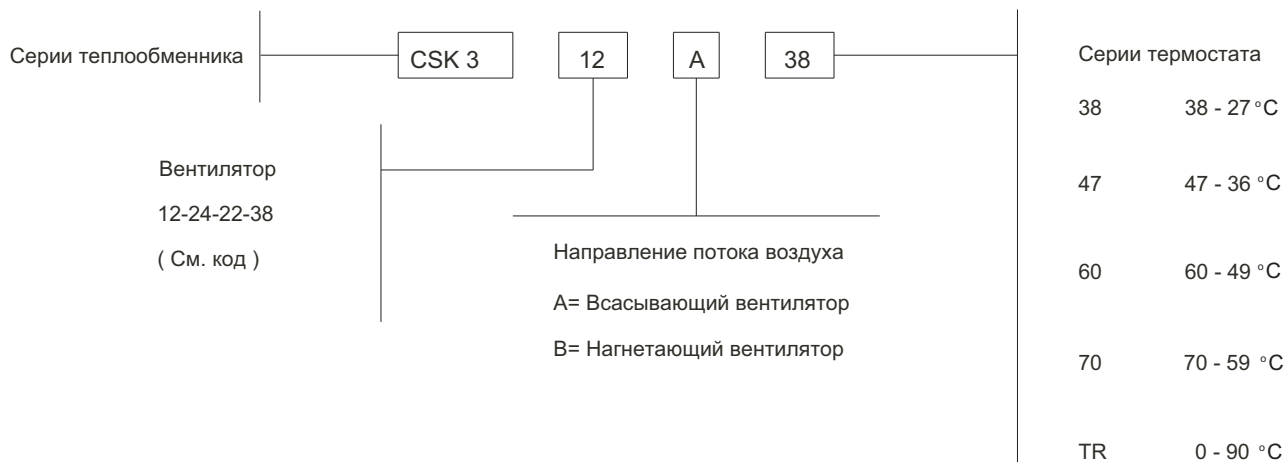 Серии теплообменника
CSK 3 12 A 38
Серии термостата
38 38 - 27 °C
47 47 - 36 °C
60 60 - 49 °C
70 70 - 59 °C
TR 0 - 90 °C
Вентилятор
12-24-22-38
( См. код )
Направление потока воздуха
A= Всасывающий вентилятор
B= Нагнетающий вентилятор